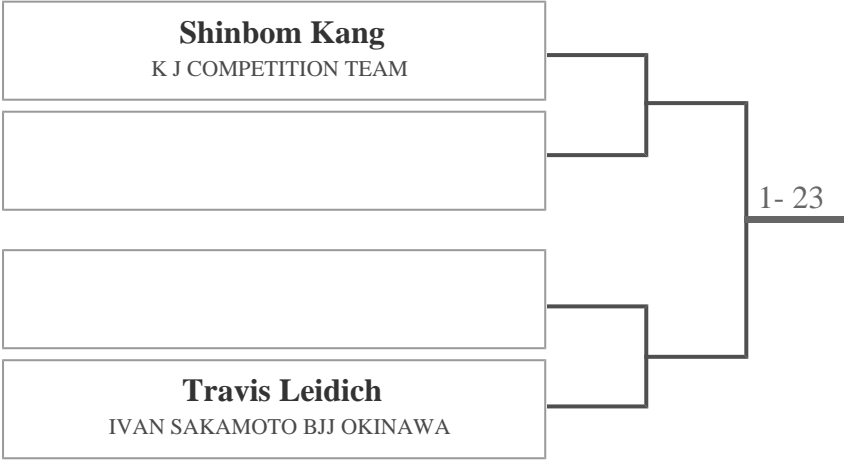 Shinbom Kang
K J COMPETITION TEAM
1- 23
Travis Leidich
IVAN SAKAMOTO BJJ OKINAWA